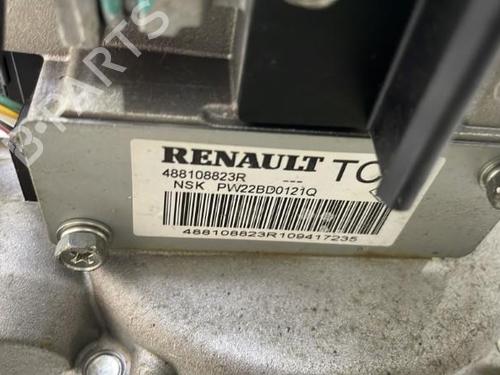 RENAULT TC
488108823R ---
NSK PW22BD0121Q
488108823R109417235
B-PARTS